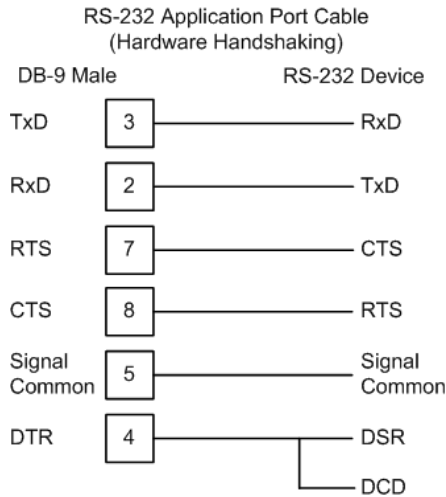 RS-232 Application Port Cable
(Hardware Handshaking)
DB-9 Male RS-232 Device
TxD 3 RxD
RxD 2 TxD
RTS 7 CTS
CTS 8 RTS
Signal Common 5 Signal Common
DTR 4 DSR
DCD